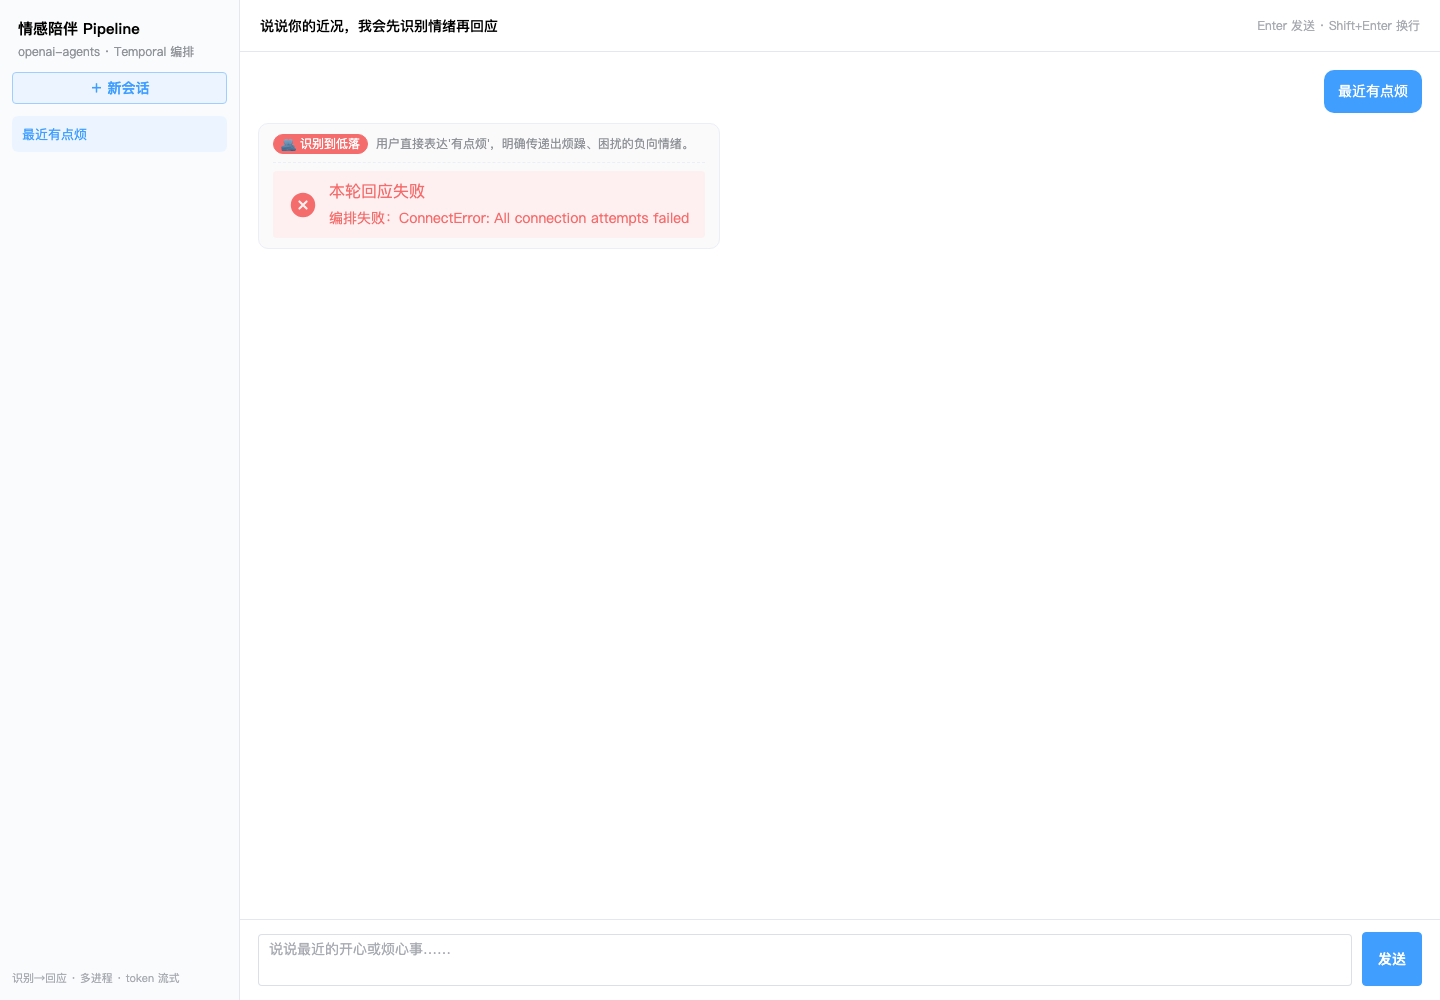 情感陪伴 Pipeline
openai-agents · Temporal 编排
+ 新会话
最近有点烦
识别→回应 · 多进程 · token 流式
说说你的近况，我会先识别情绪再回应
Enter 发送 · Shift+Enter 换行
最近有点烦
识别到低落 用户直接表达'有点烦'，明确传递出烦躁、困扰的负向情绪。
本轮回应失败
编排失败：ConnectError: All connection attempts failed
说说最近的开心或烦心事……
发送